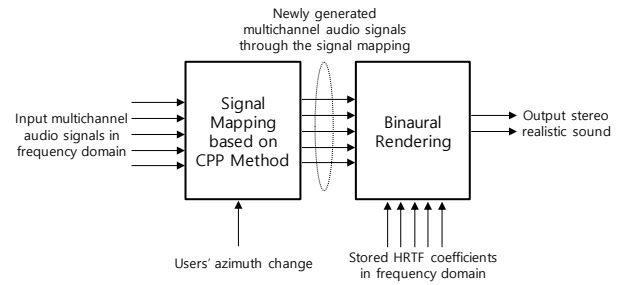 Newly generated
multichannel audio signals
through the signal mapping
Input multichannel
audio signals in
frequency domain
Signal
Mapping
based on
CPP Method
Binaural
Rendering
Output stereo
realistic sound
Users' azimuth change
Stored HRTF coefficients
in frequency domain